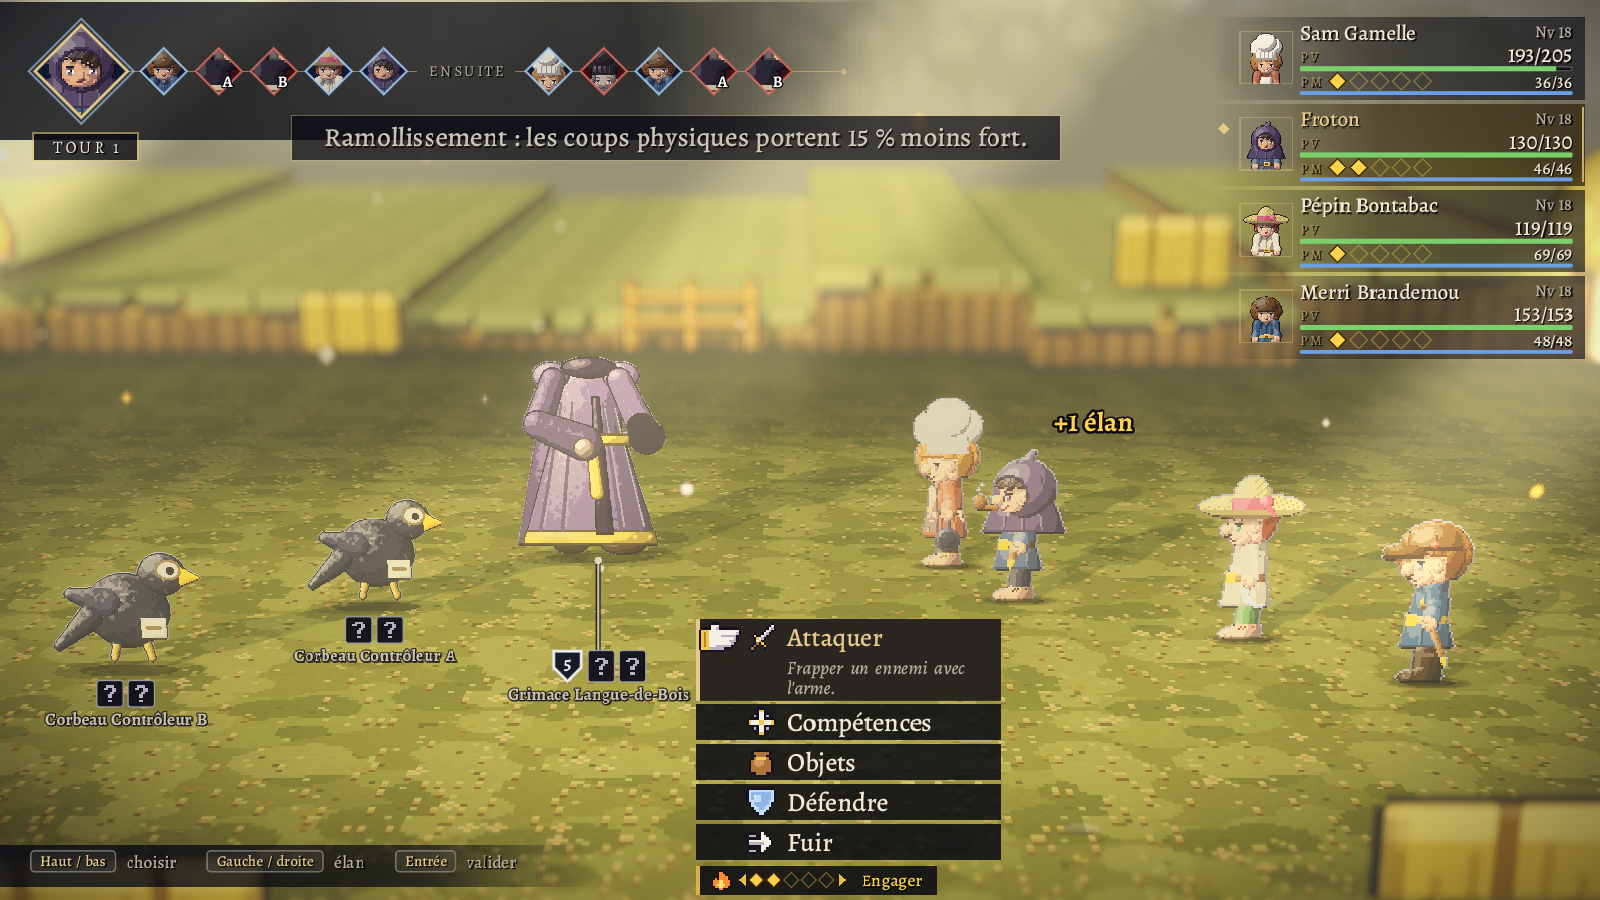 A
B
ENSUITE
A
B
TOUR 1
Ramollissement : les coups physiques portent 15 % moins fort.
Sam Gamelle
Nv 18
PV
193/205
PM
36/36
Froton
Nv 18
PV
130/130
PM
46/46
Pépin Bontabac
Nv 18
PV
119/119
PM
69/69
Merri Brandemou
Nv 18
PV
153/153
PM
48/48
+1 élan
? ?
Corbeau Contrôleur B
? ?
Corbeau Contrôleur A
5 ? ?
Grimace Langue-de-Bois
Attaquer
Frapper un ennemi avec
l'arme.
Compétences
Objets
Défendre
Fuir
Engager
Haut / bas choisir Gauche / droite élan Entrée valider